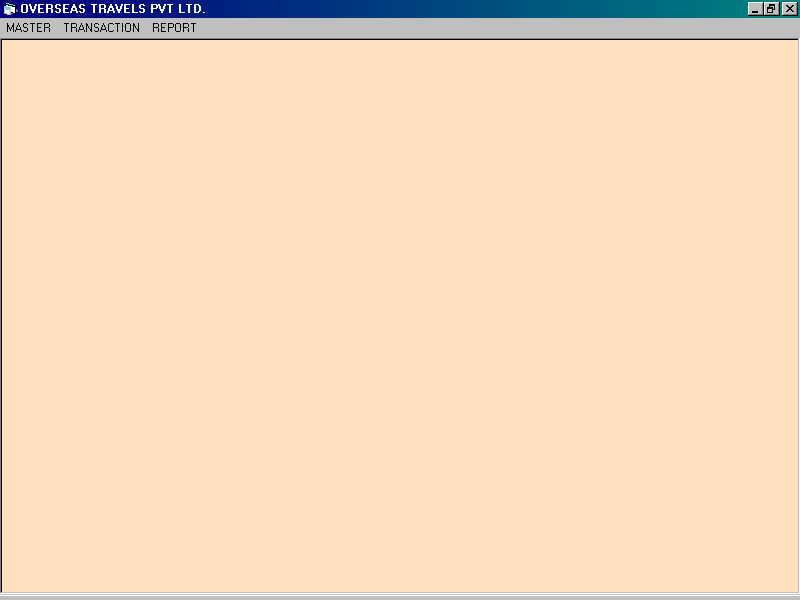 OVERSEAS TRAVELS PVT LTD.
MASTER TRANSACTION REPORT